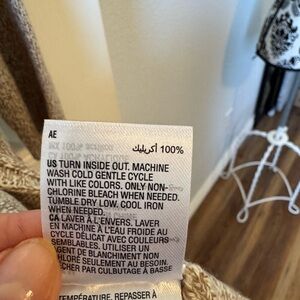 AE
100% أكريليك
US TURN INSIDE OUT. MACHINE
WASH COLD GENTLE CYCLE
WITH LIKE COLORS. ONLY NON-
CHLORINE BLEACH WHEN NEEDED.
TUMBLE DRY LOW. COOL IRON
WHEN NEEDED.
CA LAVER À L'ENVERS. LAVER
EN MACHINE À L'EAU FROIDE AU
CYCLE DÉLICAT AVEC COULEURS
SEMBLABLES. UTILISER UN
AGENT DE BLANCHIMENT NON
CHLORÉ SEULEMENT AU BESOIN.
SÉCHER PAR CULBUTAGE À BASSE
TEMPÉRATURE. REPASSER À